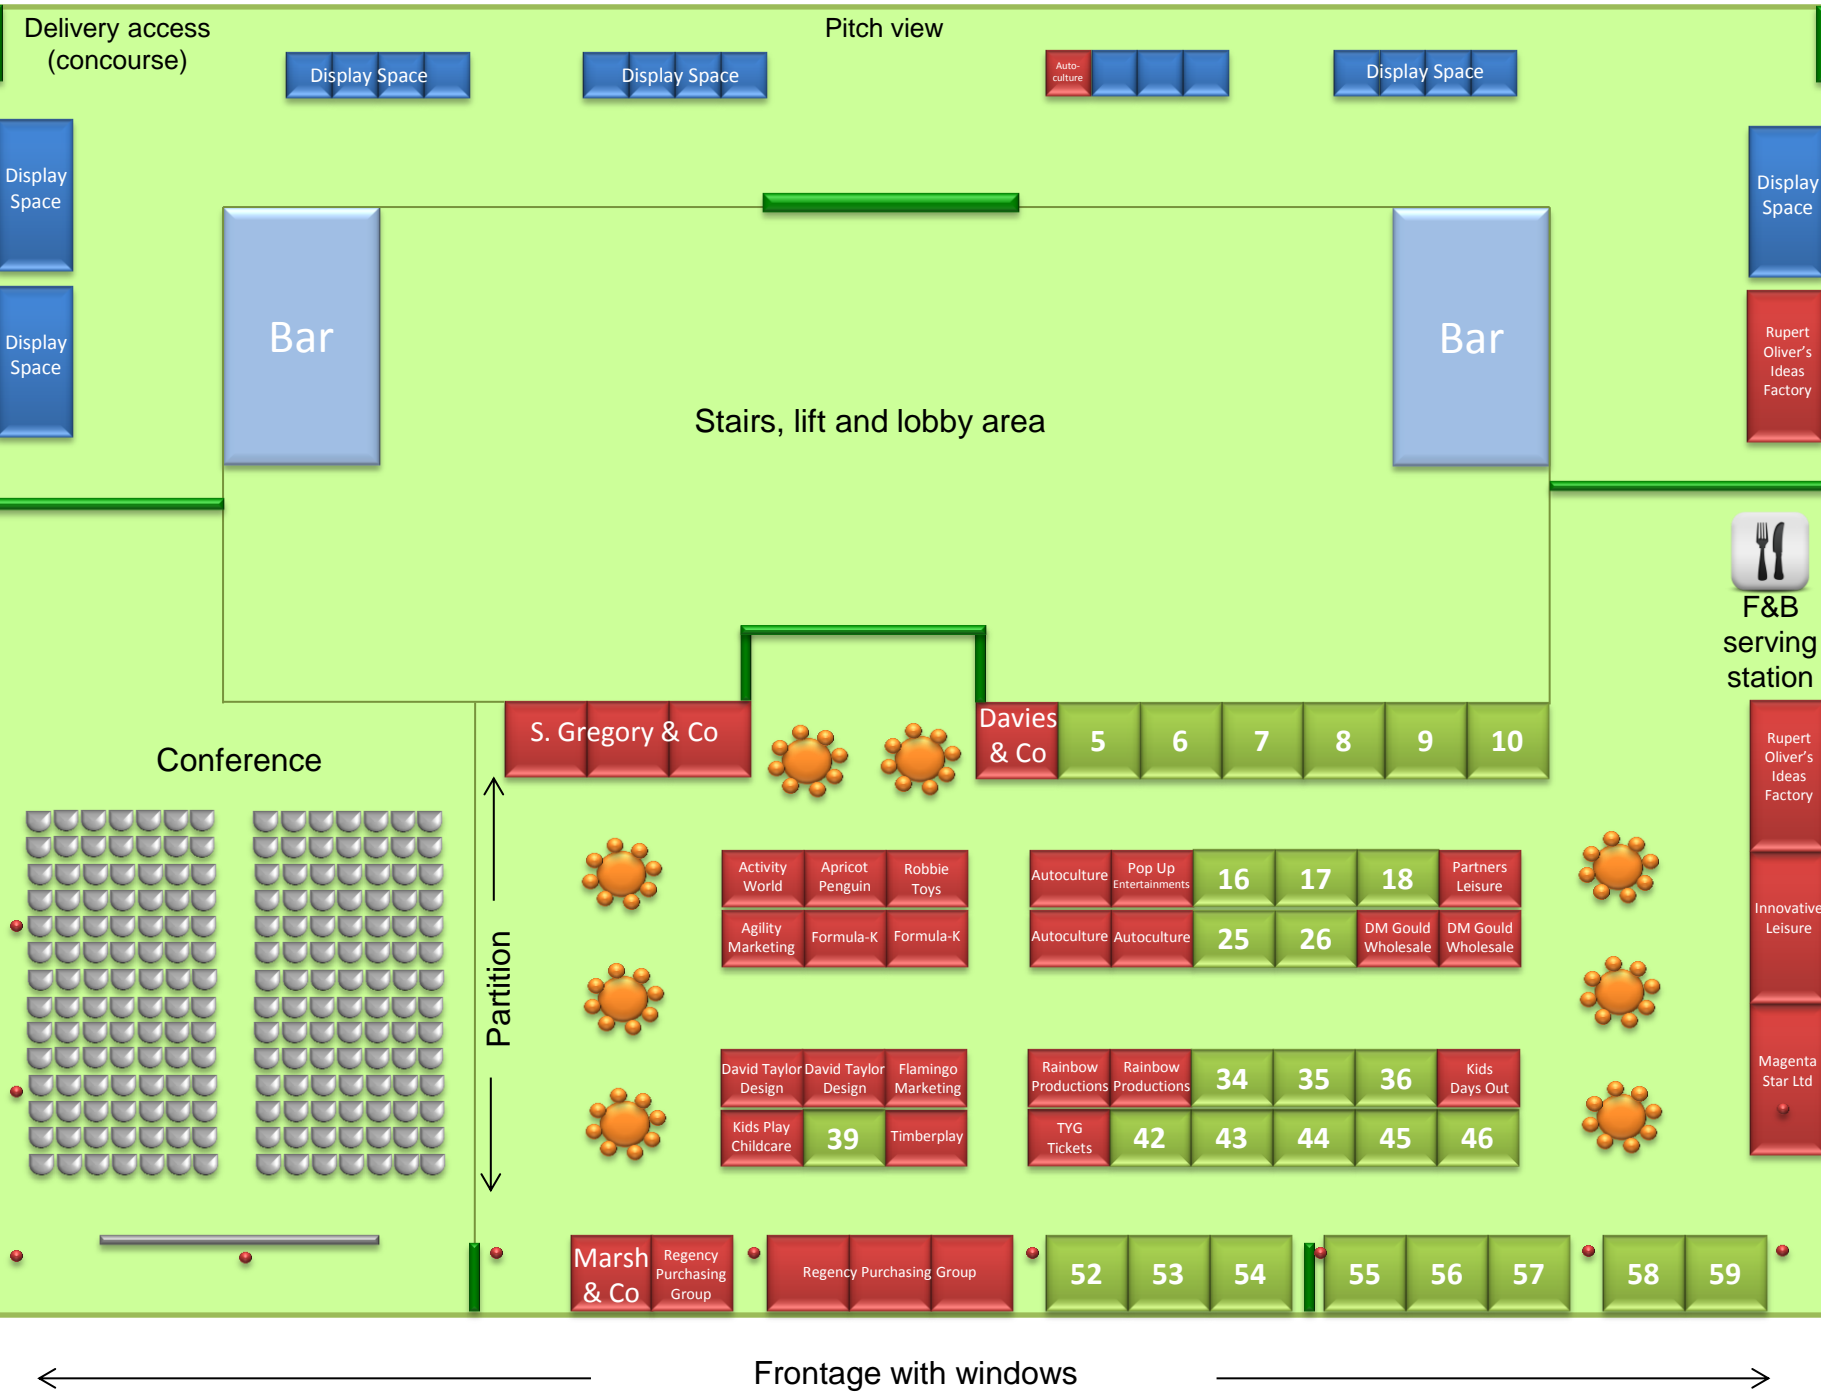 Delivery access
(concourse)
Pitch view
Display Space
Display Space
Auto-
culture
Display Space
Display
Space
Display
Space
Display
Space
Rupert
Oliver's
Ideas
Factory
Bar
Bar
Stairs, lift and lobby area
F&B
serving
station
S. Gregory & Co
Davies
& Co
5
6
7
8
9
10
Conference
Partition
Rupert
Oliver's
Ideas
Factory
Innovative
Leisure
Magenta
Star Ltd
Activity
World
Apricot
Penguin
Robbie
Toys
Autoculture
Pop Up
Entertainments
16
17
18
Partners
Leisure
Agility
Marketing
Formula-K
Formula-K
Autoculture
Autoculture
25
26
DM Gould
Wholesale
DM Gould
Wholesale
David Taylor
Design
David Taylor
Design
Flamingo
Marketing
Rainbow
Productions
Rainbow
Productions
34
35
36
Kids
Days Out
Kids Play
Childcare
39
Timberplay
TYG
Tickets
42
43
44
45
46
Marsh
& Co
Regency
Purchasing
Group
Regency Purchasing Group
52
53
54
55
56
57
58
59
Frontage with windows